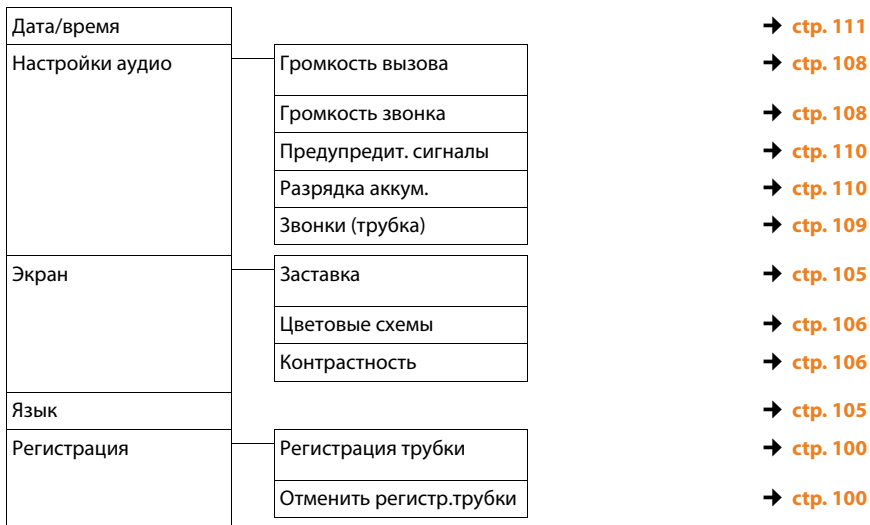 Дата/время ➔ стр. 111
Настройки аудио Громкость вызова ➔ стр. 108
Громкость звонка ➔ стр. 108
Предупредит. сигналы ➔ стр. 110
Разрядка аккум. ➔ стр. 110
Звонки (трубка) ➔ стр. 109
Экран Заставка ➔ стр. 105
Цветовые схемы ➔ стр. 106
Контрастность ➔ стр. 106
Язык ➔ стр. 105
Регистрация Регистрация трубки ➔ стр. 100
Отменить регистр.трубки ➔ стр. 100